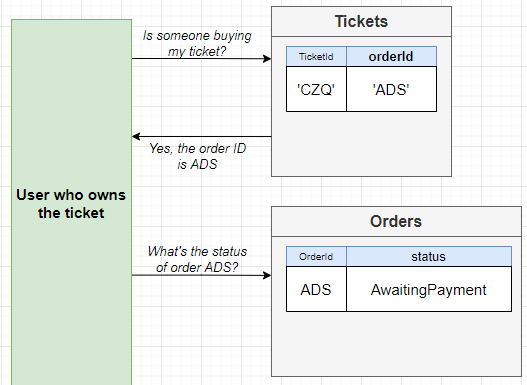 Tickets
Is someone buying
my ticket?
TicketId orderId
'CZQ' 'ADS'
Yes, the order ID
is ADS
User who owns
the ticket
Orders
What's the status
of order ADS?
OrderId status
ADS AwaitingPayment